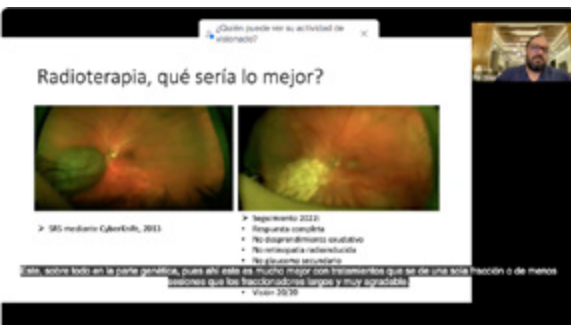 ¿Quién puede ver su actividad de
visionado?
Radioterapia, qué sería lo mejor?
➤ SRS mediante CyberKnife, 2013
➤ Seguimiento 2023:
• Respuesta completa
• No desprendimiento exudativo
• No retinopatía radioinducida
• No glaucoma secundario
Este, sobre todo en la parte genética, pues ahí este es mucho mejor con tratamientos que se de una sola fracción o de menos
sesiones que los fraccionadores largos y muy agradable.
• Visión 20/20